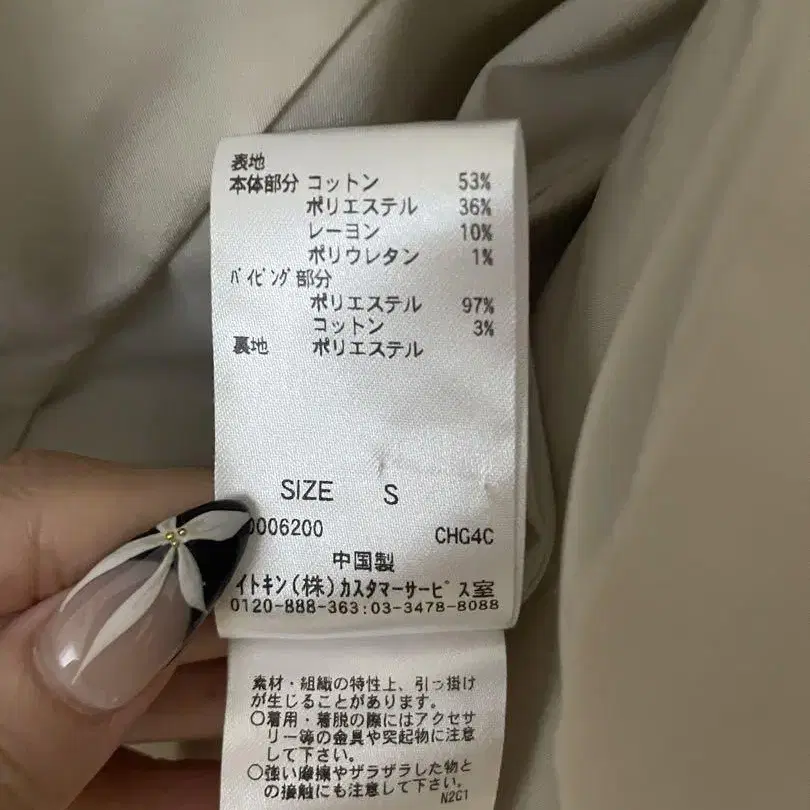 表地
本体部分 コットン 53%
ポリエステル 36%
レーヨン 10%
ポリウレタン 1%
パイピング部分
ポリエステル 97%
コットン 3%
裏地 ポリエステル
SIZE S
0006200 CHG4C
中国製
イトキン(株)カスタマーサービス室
0120-888-363:03-3478-8088
素材・組織の特性上、引っ掛け
が生じることがあります。
○着用・着脱の際にはアクセサ
リー等の金具や突起物に注意
して下さい。
○強い摩擦やザラザラした物と
の接触にも注意して下さい。
N2C1